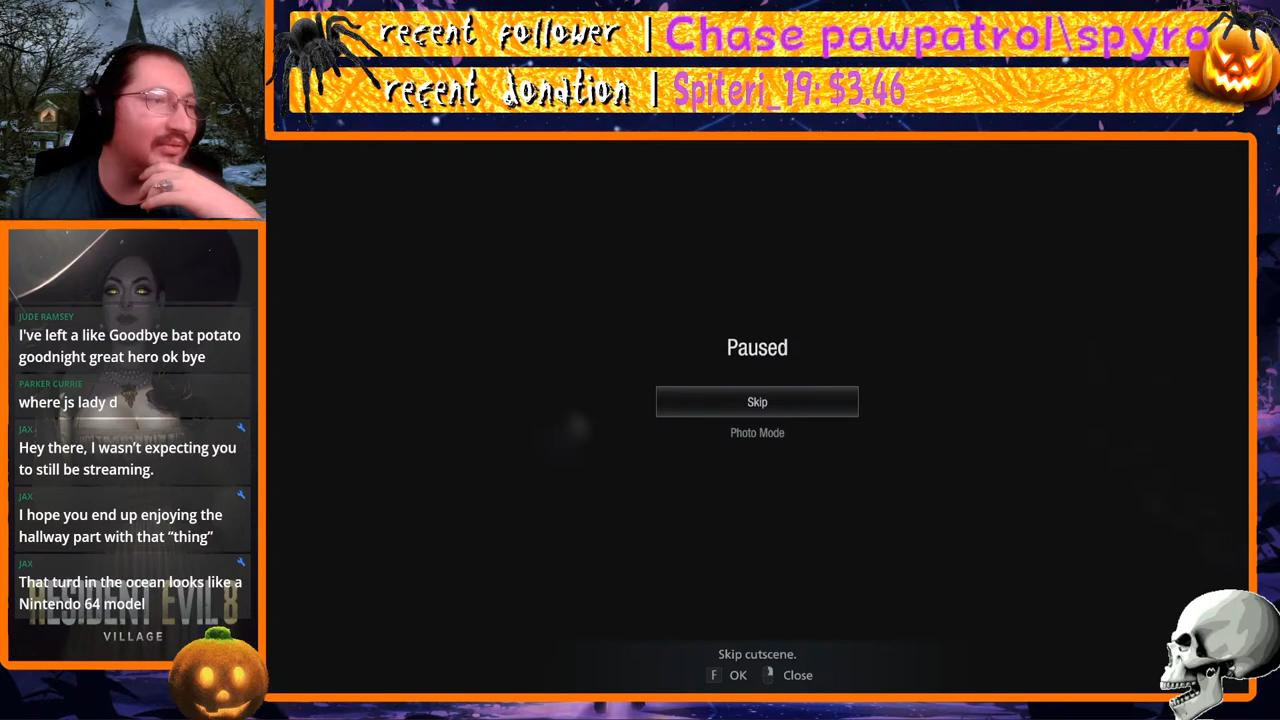 recent follower | Chase pawpatrol\spyro
recent donation | Spiteri_19: $3.46
JUDE RAMSEY
I've left a like Goodbye bat potato
goodnight great hero ok bye
PARKER CURRIE
where js lady d
JAX
Hey there, I wasn't expecting you
to still be streaming.
JAX
I hope you end up enjoying the
hallway part with that “thing”
JAX
That turd in the ocean looks like a
Nintendo 64 model
RESIDENT EVIL 8
VILLAGE
Paused
Skip
Photo Mode
Skip cutscene.
F OK Close